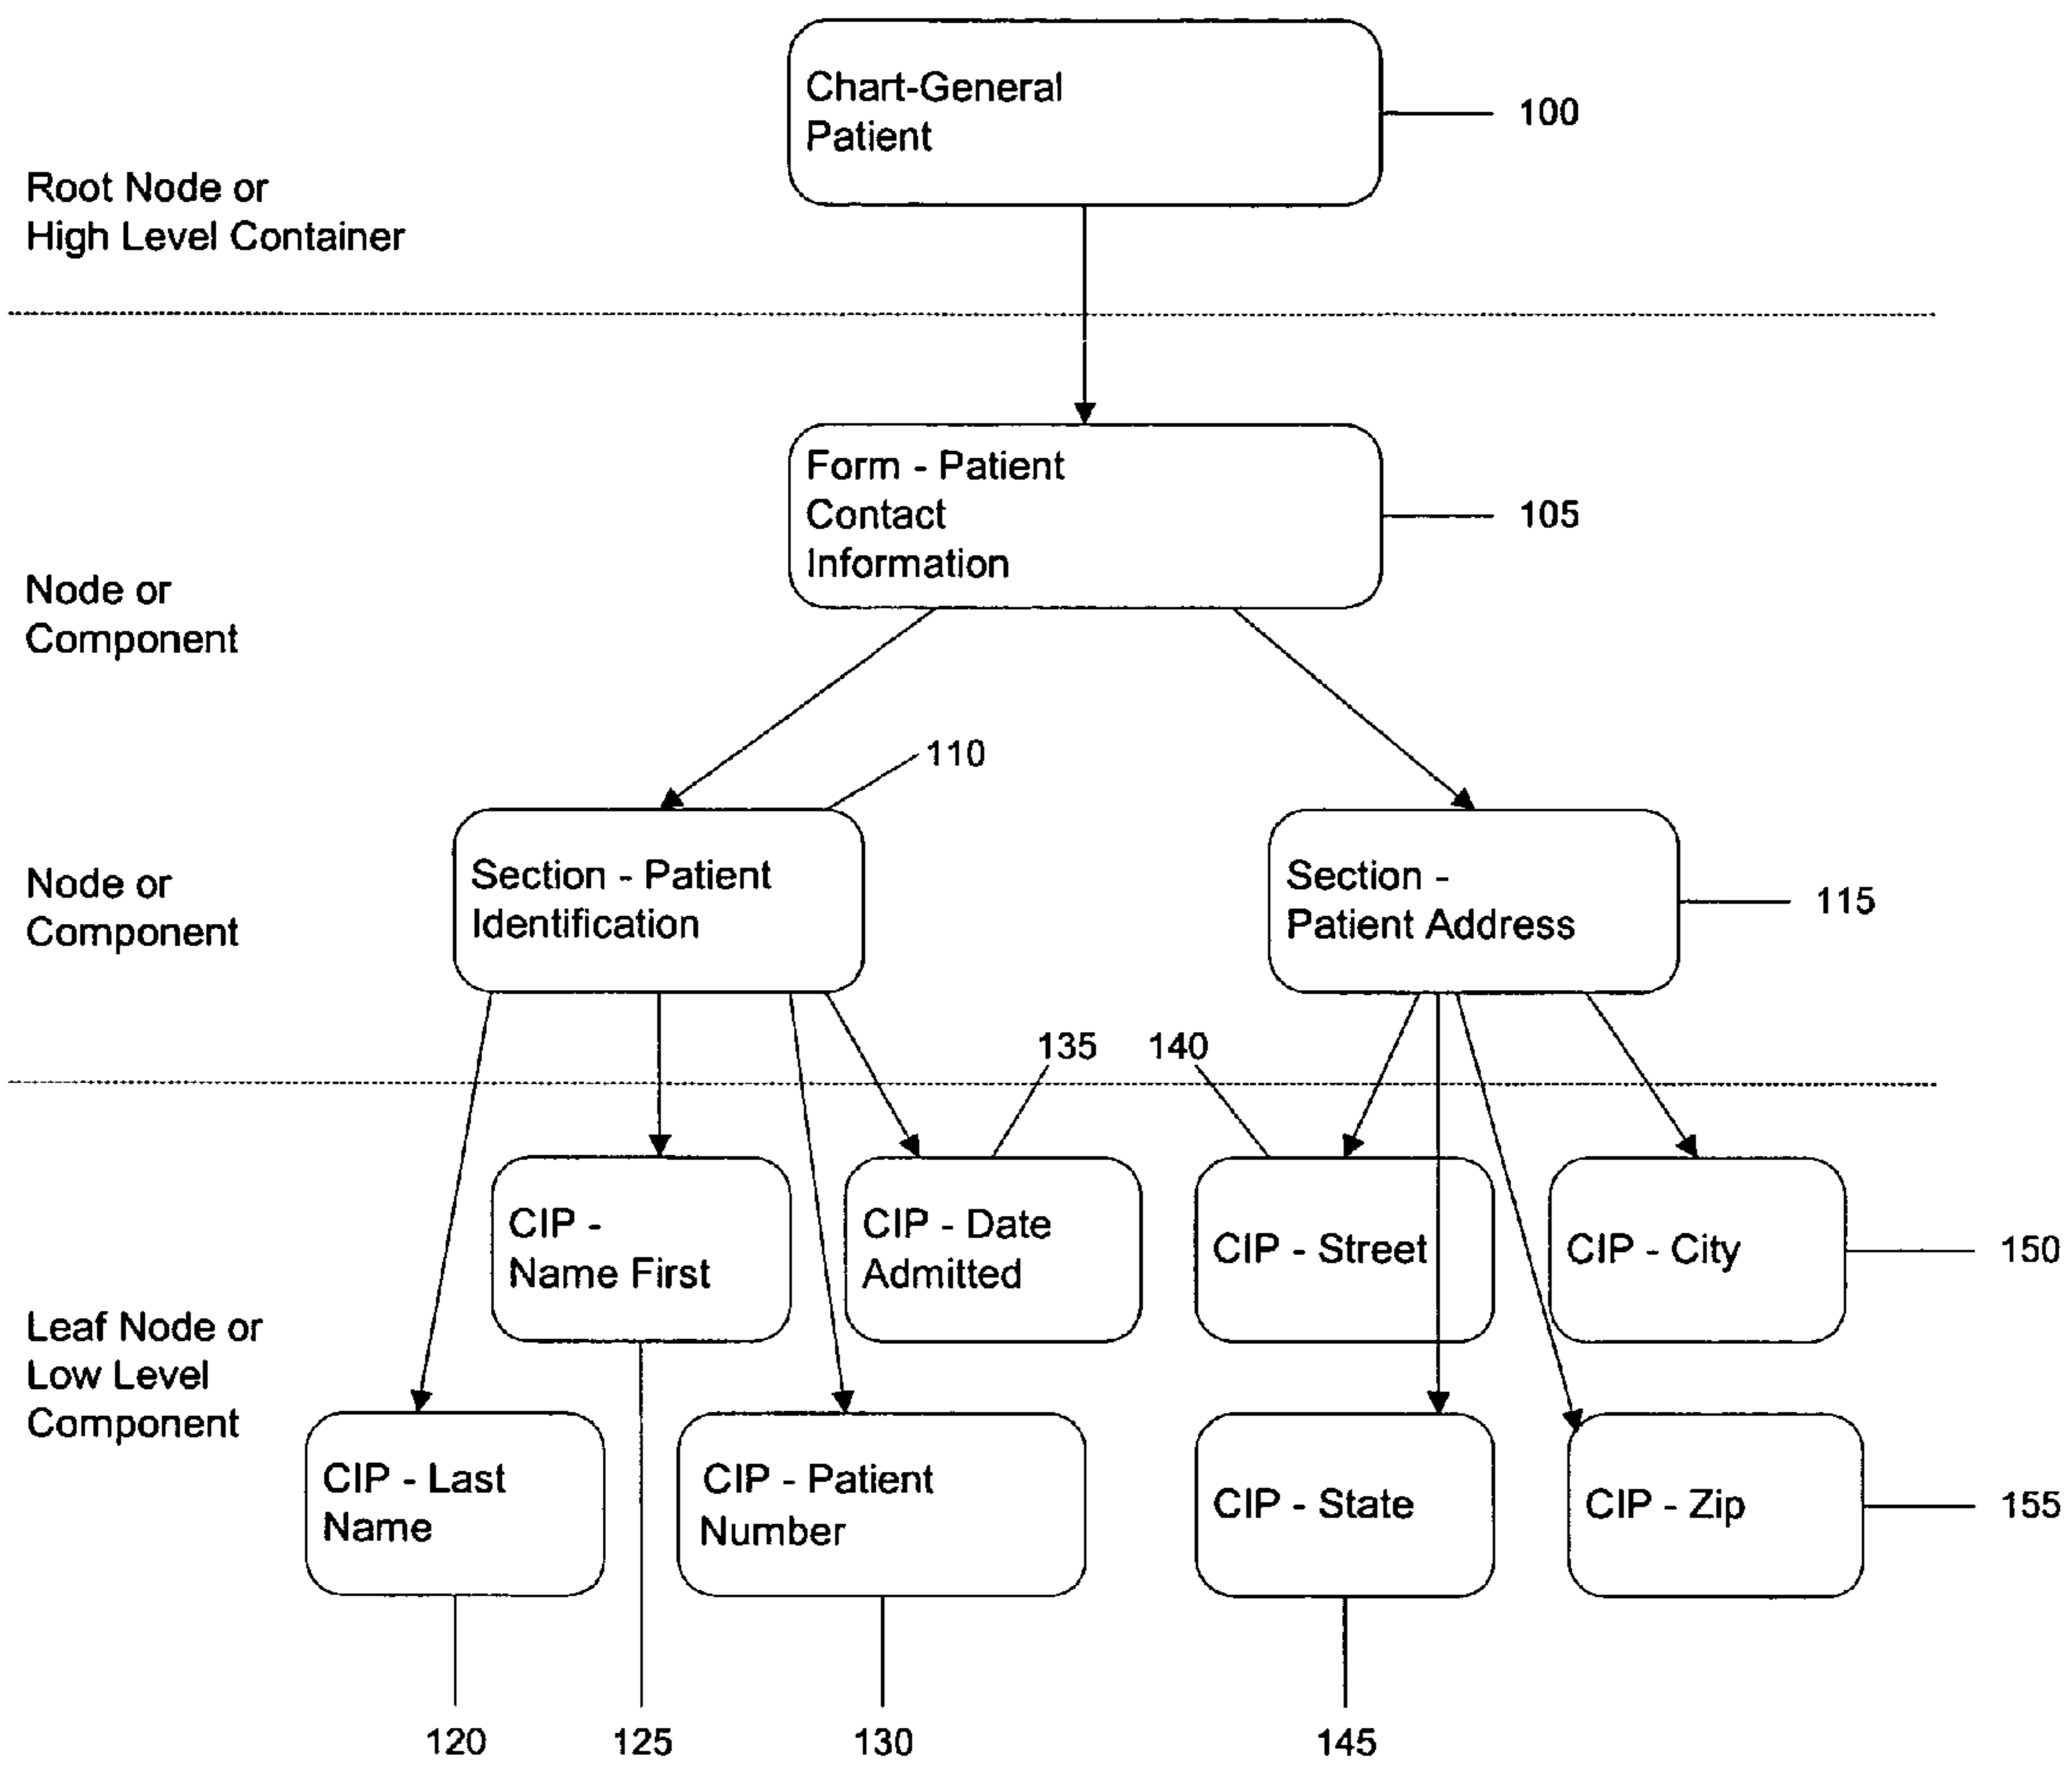 Chart-General
Patient
100
Root Node or
High Level Container
Form - Patient
Contact
Information
105
Node or
Component
110
Section - Patient
Identification
Section -
Patient Address
115
Node or
Component
135
140
CIP -
Name First
CIP - Date
Admitted
CIP - Street
CIP - City
150
Leaf Node or
Low Level
Component
CIP - Last
Name
CIP - Patient
Number
CIP - State
CIP - Zip
155
120
125
130
145